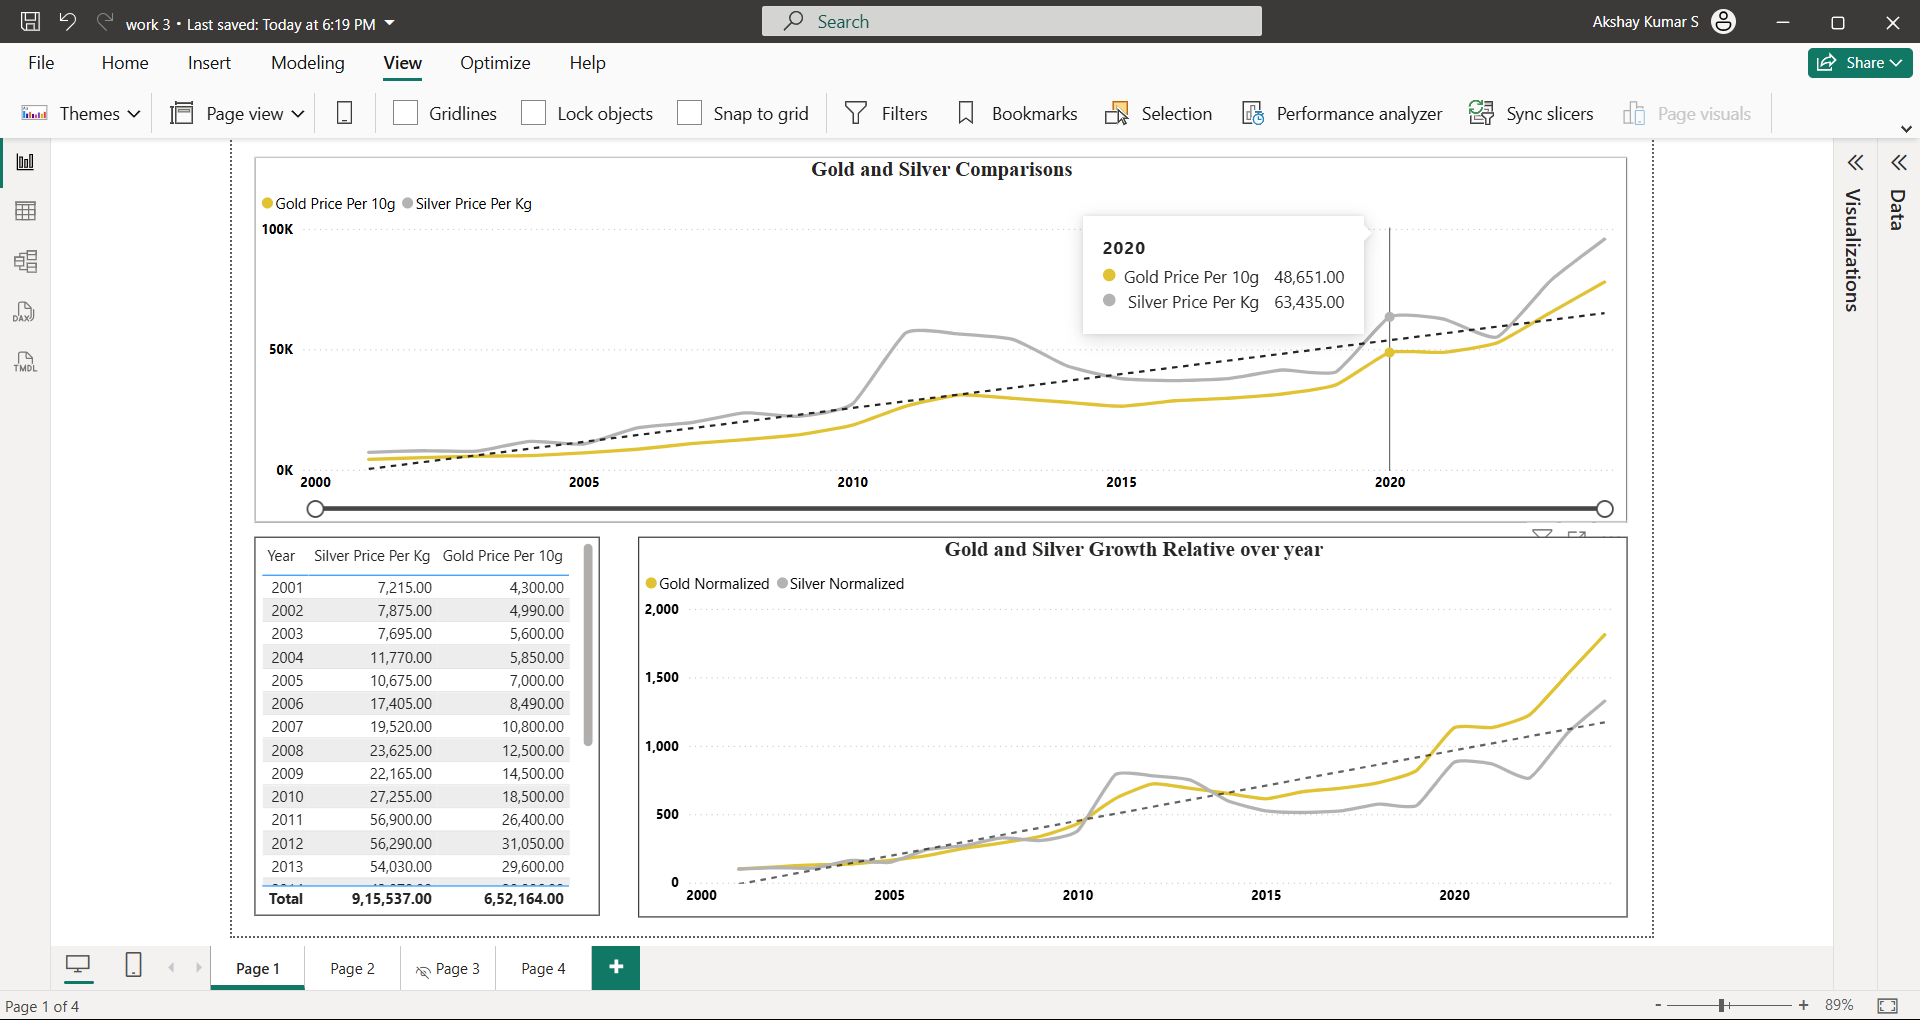 work 3 • Last saved: Today at 6:19 PM
Search
Akshay Kumar S
File Home Insert Modeling View Optimize Help
Share
Themes Page view Gridlines Lock objects Snap to grid Filters Bookmarks Selection Performance analyzer Sync slicers Page visuals
DAX
TMDL
Gold and Silver Comparisons
Gold Price Per 10g Silver Price Per Kg
100K
50K
0K
2000 2005 2010 2015 2020
2020
Gold Price Per 10g 48,651.00
Silver Price Per Kg 63,435.00
Year Silver Price Per Kg Gold Price Per 10g
2001 7,215.00 4,300.00
2002 7,875.00 4,990.00
2003 7,695.00 5,600.00
2004 11,770.00 5,850.00
2005 10,675.00 7,000.00
2006 17,405.00 8,490.00
2007 19,520.00 10,800.00
2008 23,625.00 12,500.00
2009 22,165.00 14,500.00
2010 27,255.00 18,500.00
2011 56,900.00 26,400.00
2012 56,290.00 31,050.00
2013 54,030.00 29,600.00
Total 9,15,537.00 6,52,164.00
Gold and Silver Growth Relative over year
Gold Normalized Silver Normalized
2,000
1,500
1,000
500
0
2000 2005 2010 2015 2020
Visualizations
Data
Page 1 Page 2 Page 3 Page 4 +
Page 1 of 4
- + 89%